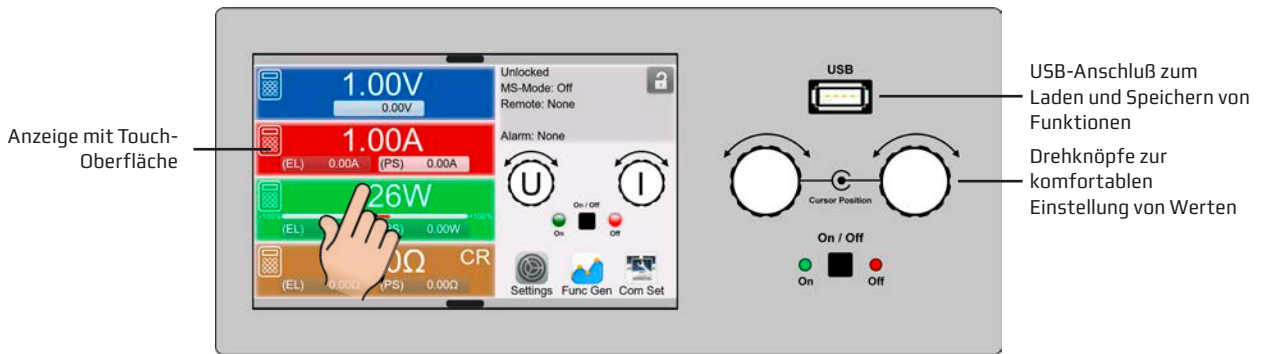 Anzeige mit Touch-
Oberfläche
1.00V
0.00V
1.00A
(EL) 0.00A (PS) 0.00A
26W
-100% +100%
(EL) 0.00W
0Ω CR
(EL) 0.00Ω (PS) 0.00Ω
Unlocked
MS-Mode: Off
Remote: None
Alarm: None
U I
On / Off
On Off
Settings Func Gen Com Set
USB
Cursor Position
On / Off
On Off
USB-Anschluß zum
Laden und Speichern von
Funktionen
Drehknöpfe zur
komfortablen
Einstellung von Werten